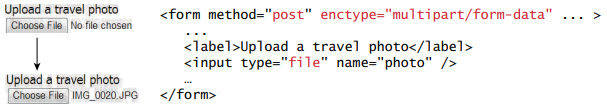 Upload a travel photo
Choose File No file chosen
Upload a travel photo
Choose File IMG_0020.JPG
<form method="post" enctype="multipart/form-data" ... >
...
<label>Upload a travel photo</label>
<input type="file" name="photo" />
…
</form>